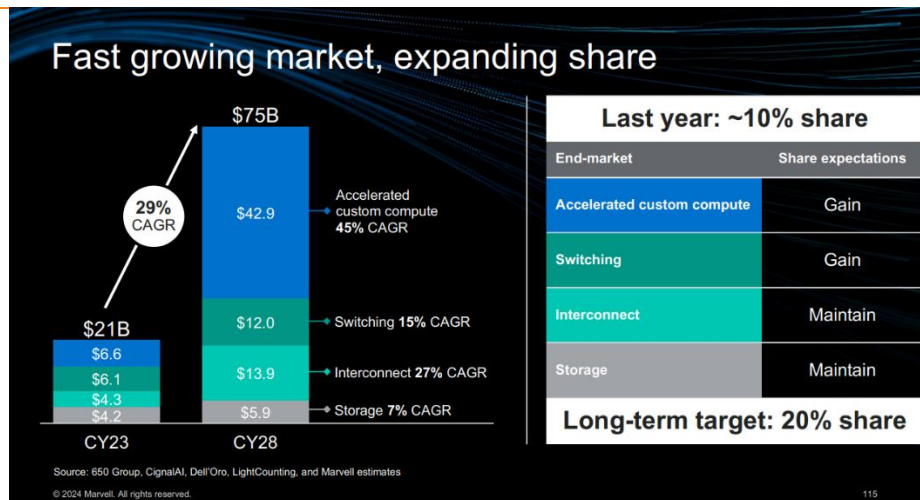 Fast growing market, expanding share
$75B
29%
CAGR
$42.9
Accelerated
custom compute
45% CAGR
$12.0
Switching 15% CAGR
$13.9
Interconnect 27% CAGR
$5.9
Storage 7% CAGR
$21B
$6.6
$6.1
$4.3
$4.2
CY23
CY28
Last year: ~10% share
End-market Share expectations
Accelerated custom compute Gain
Switching Gain
Interconnect Maintain
Storage Maintain
Long-term target: 20% share
Source: 650 Group, CignalAI, Dell'Oro, LightCounting, and Marvell estimates
© 2024 Marvell. All rights reserved.
115